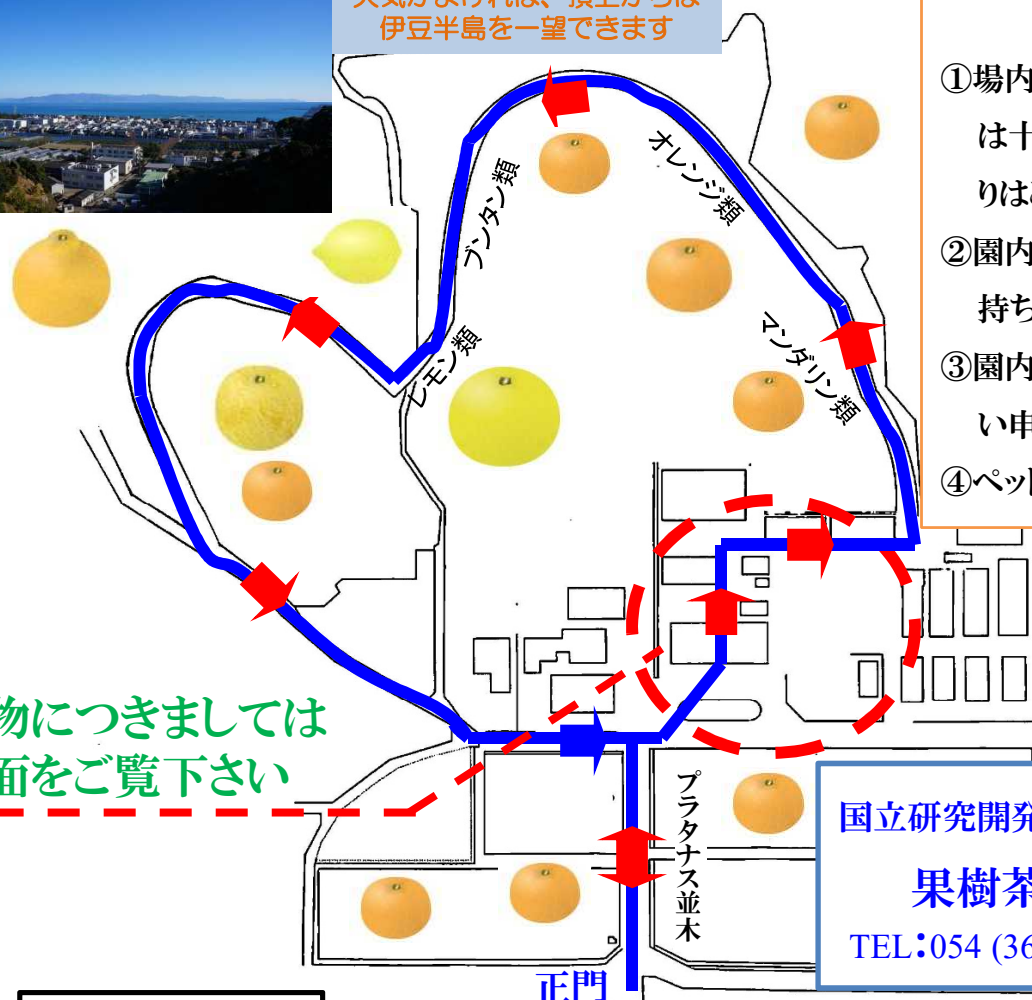 天気がよければ、頂上からは
伊豆半島を一望できます
①場内
は十
りは
②園内
持ち
③園内
い申
④ペッ
オレンジ類
ブンタン類
マンダリン類
レモン類
物につきましては
面をご覧下さい
プラタナス並木
国立研究開発
果樹茶
TEL:054 (36
正門